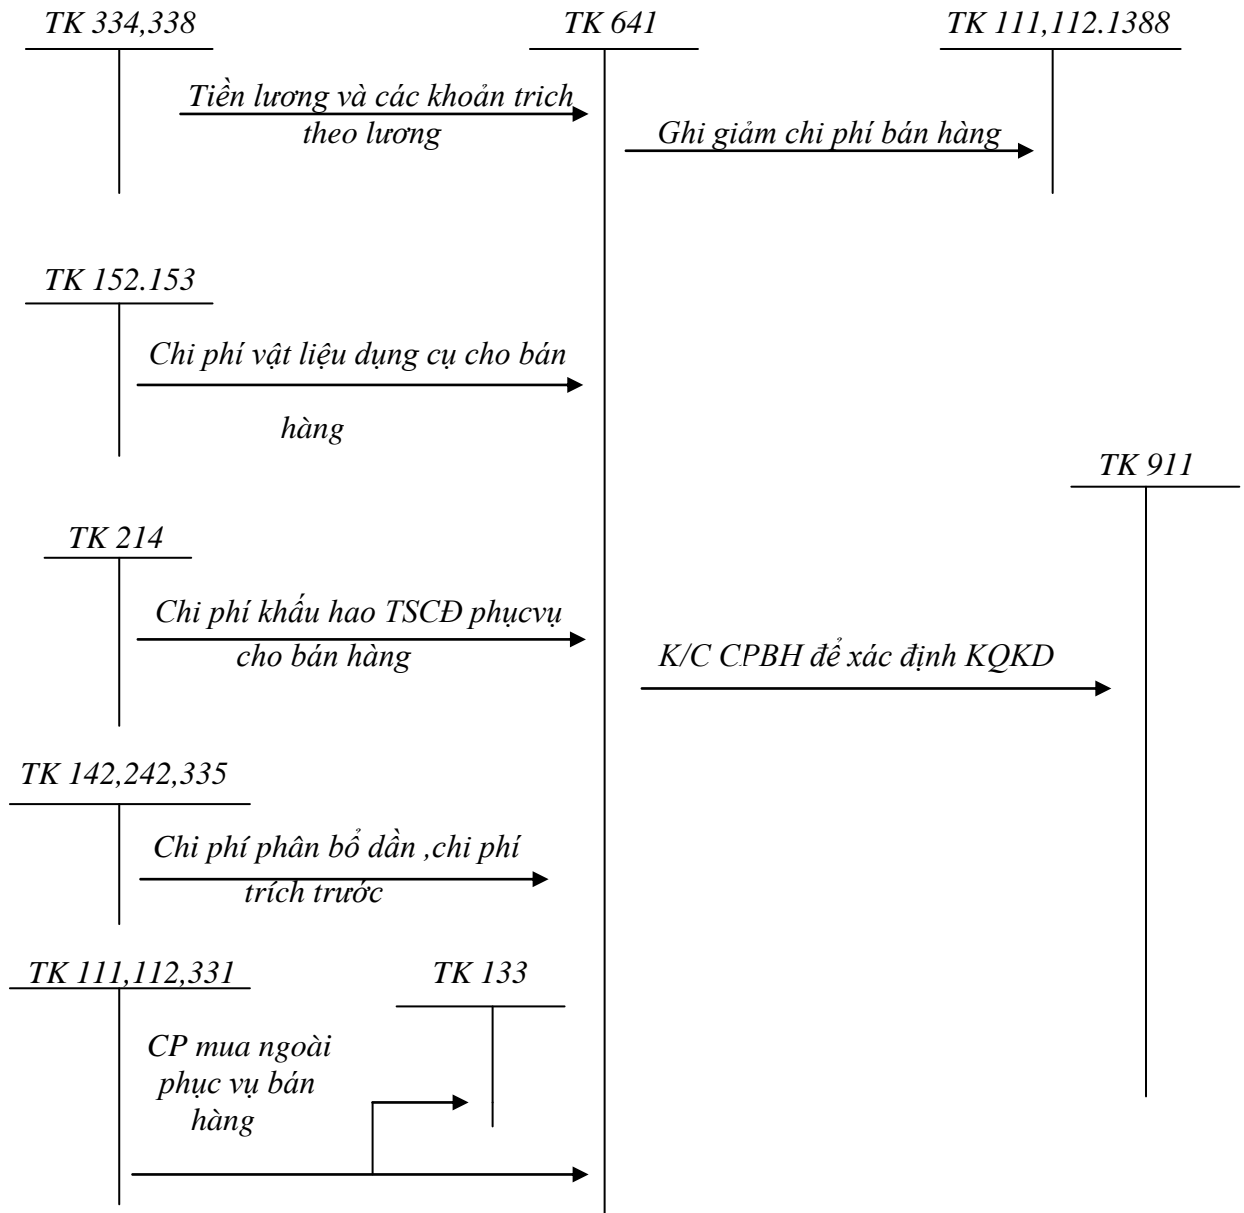 TK 334,338
TK 641
TK 111,112.1388
Tiền lương và các khoản trich
theo lương
Ghi giảm chi phí bán hàng
TK 152.153
Chi phí vật liệu dụng cụ cho bán
hàng
TK 911
TK 214
Chi phí khấu hao TSCĐ phụcvụ
cho bán hàng
K/C CPBH để xác định KQKD
TK 142,242,335
Chi phí phân bổ dần ,chi phí
trích trước
TK 111,112,331
TK 133
CP mua ngoài
phục vụ bán
hàng